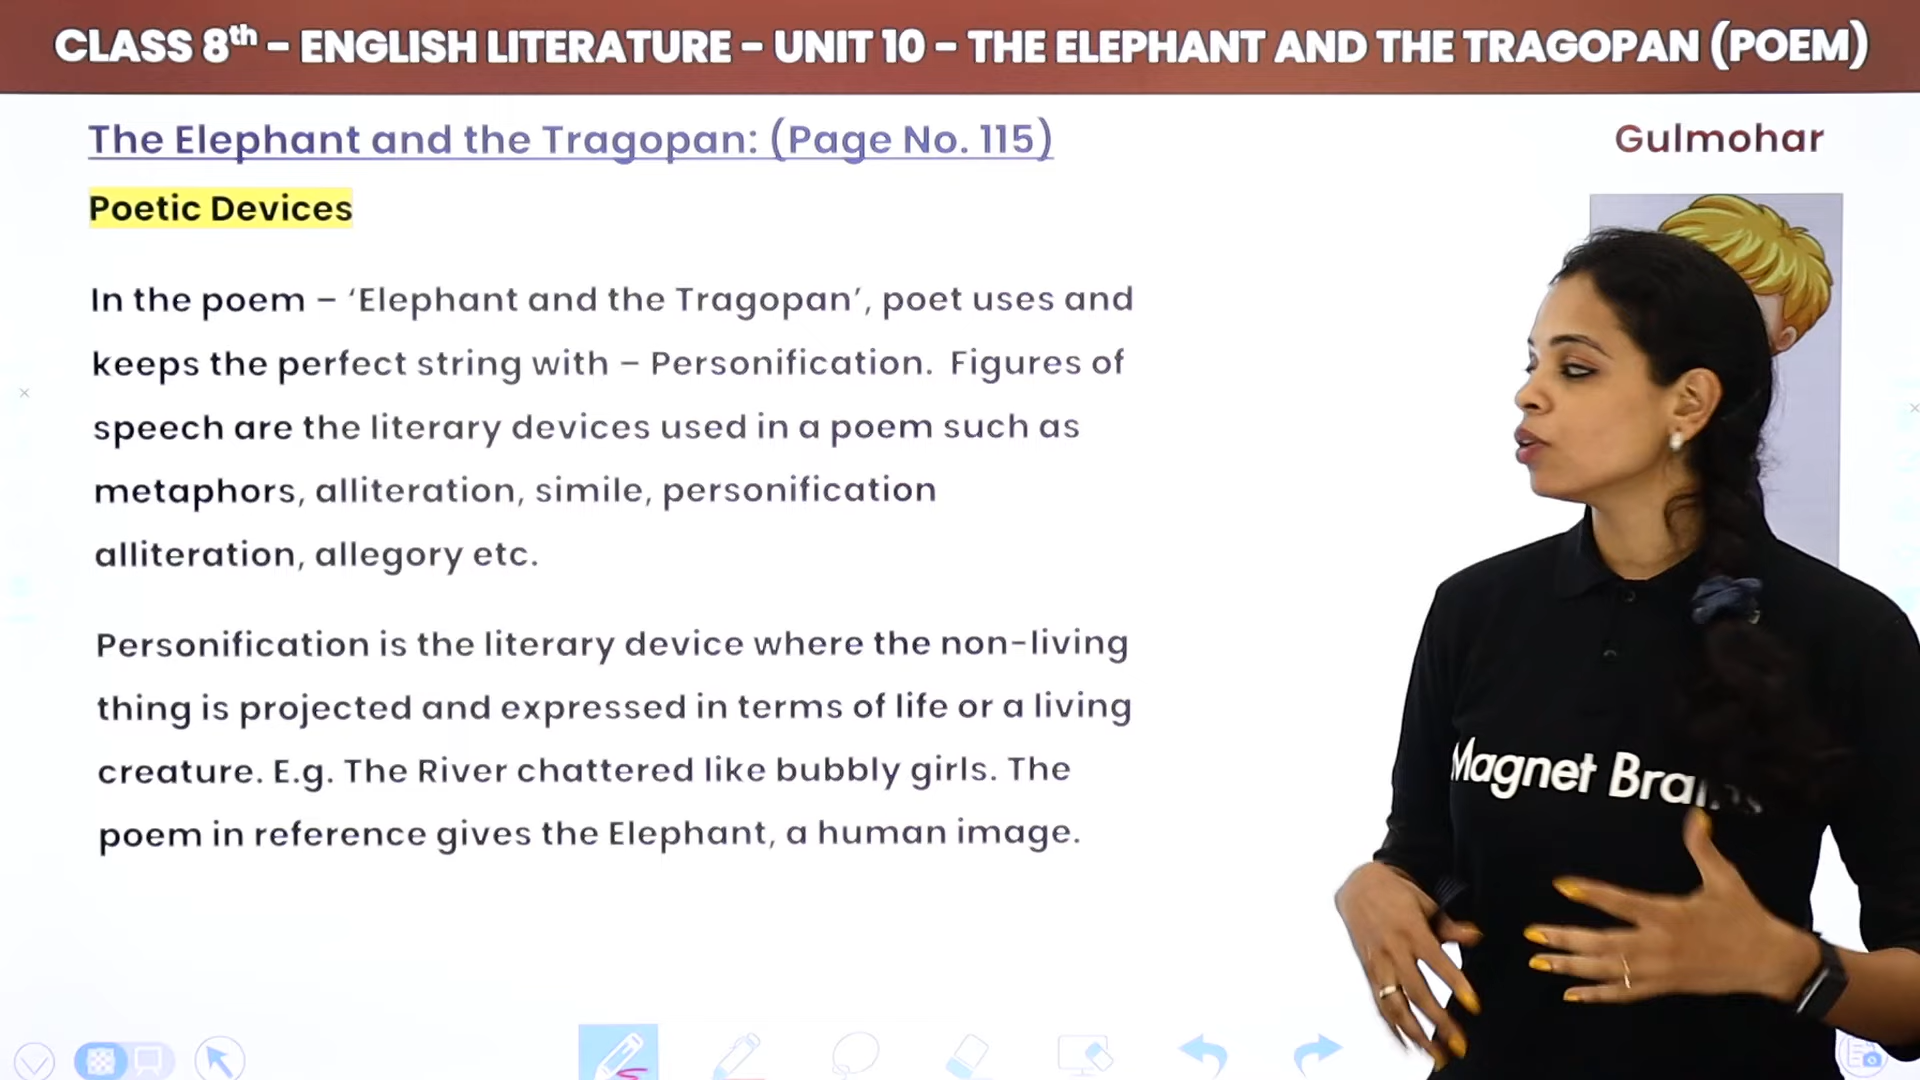 CLASS 8th – ENGLISH LITERATURE – UNIT 10 – THE ELEPHANT AND THE TRAGOPAN (POEM)
The Elephant and the Tragopan: (Page No. 115)
Gulmohar
Poetic Devices
In the poem – ‘Elephant and the Tragopan’, poet uses and
keeps the perfect string with – Personification. Figures of
speech are the literary devices used in a poem such as
metaphors, alliteration, simile, personification
alliteration, allegory etc.
Personification is the literary device where the non-living
thing is projected and expressed in terms of life or a living
creature. E.g. The River chattered like bubbly girls. The
poem in reference gives the Elephant, a human image.
Magnet